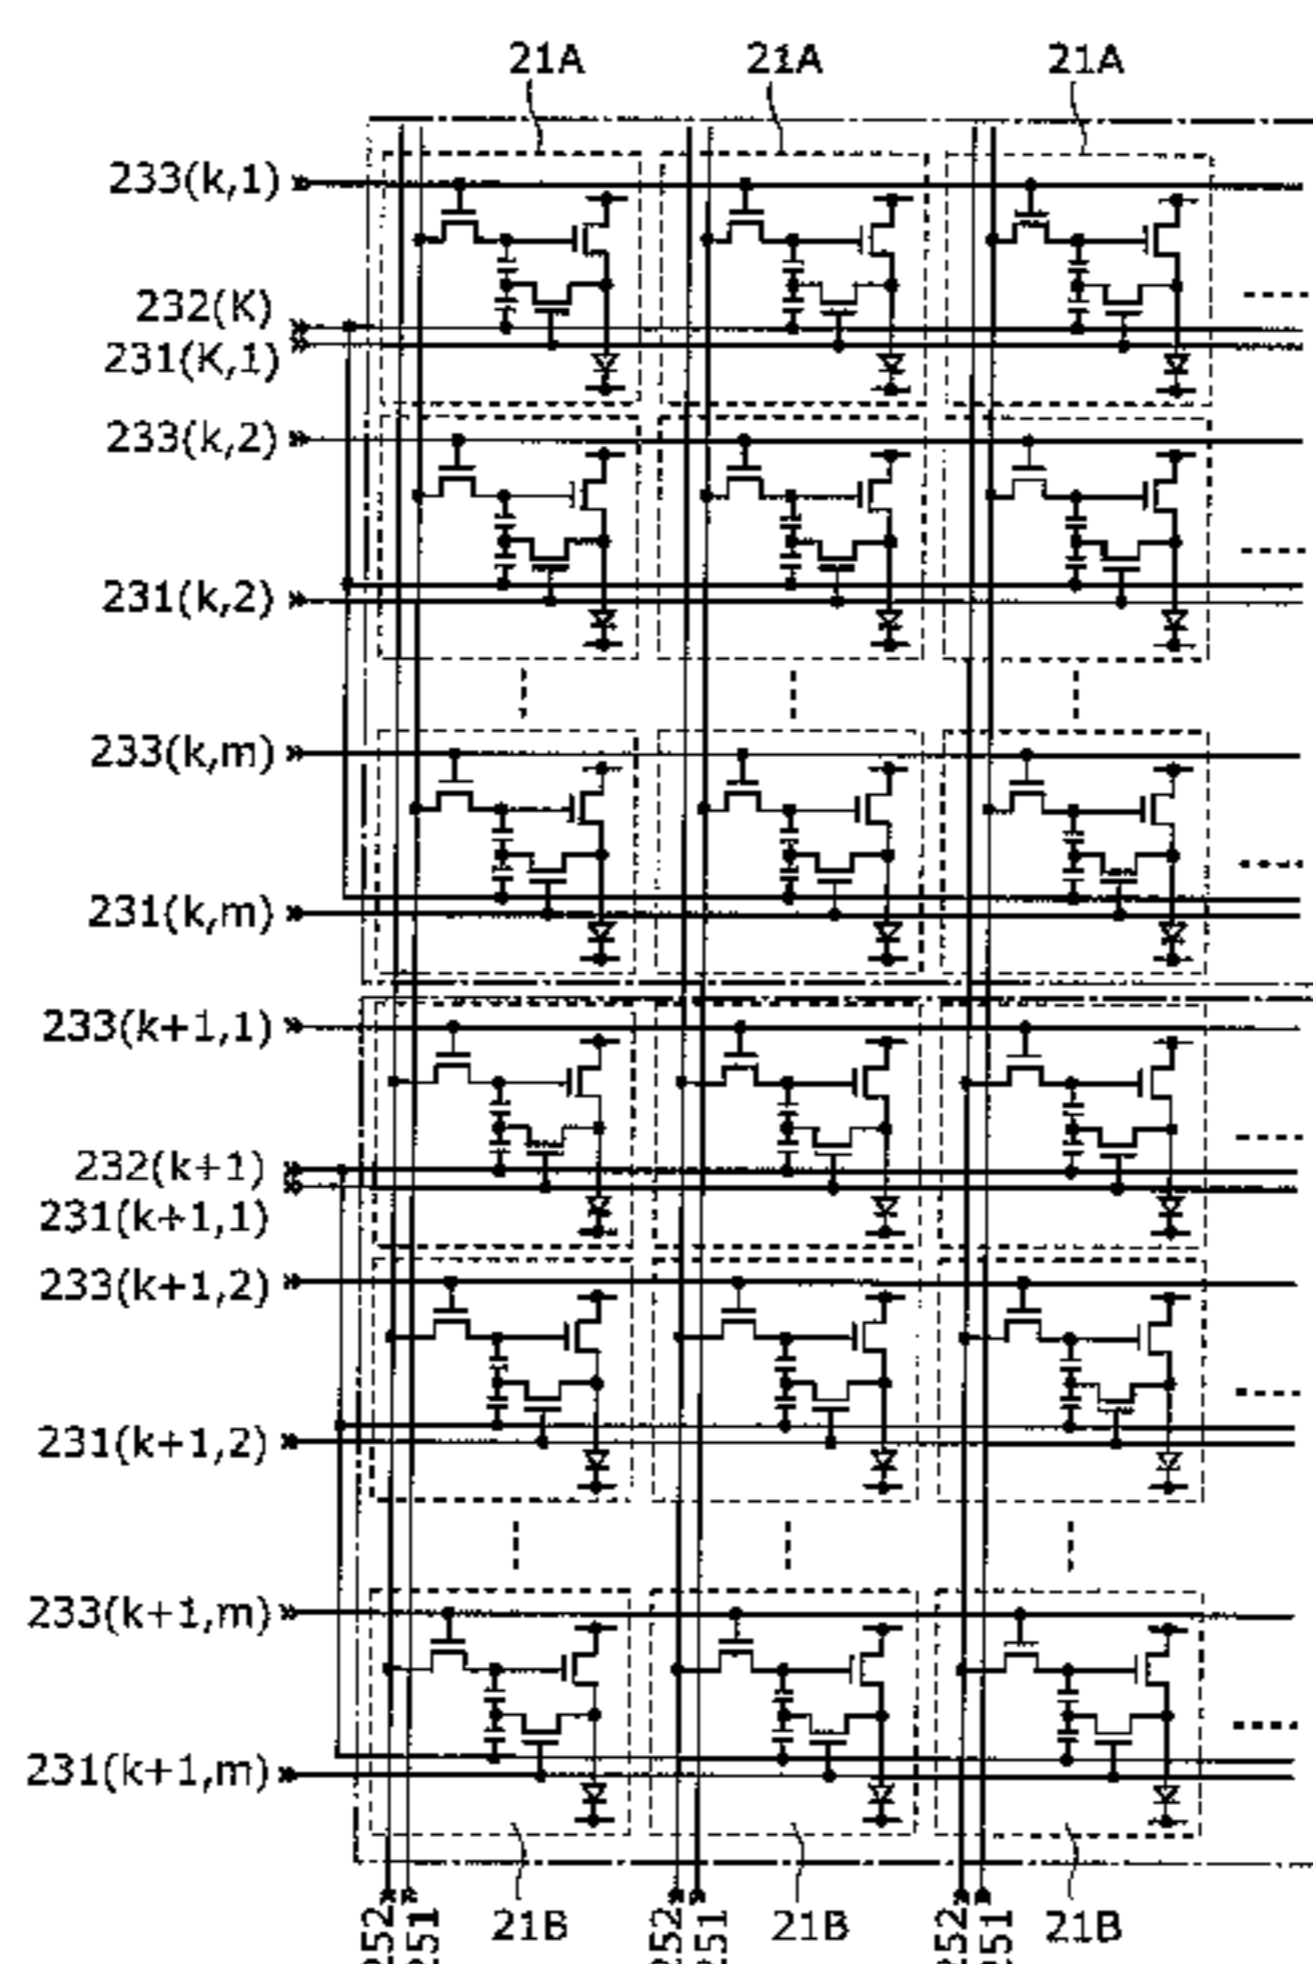 21A 21A 21A
233(k,1)
232(K)
231(K,1)
233(k,2)
231(k,2)
233(k,m)
231(k,m)
233(k+1,1)
232(k+1)
231(k+1,1)
233(k+1,2)
231(k+1,2)
233(k+1,m)
231(k+1,m)
252 251 21B 252 251 21B 252 251 21B